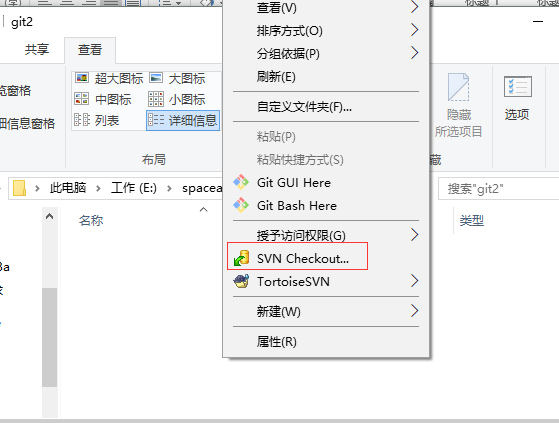 git2
共享
查看
览窗格
细信息窗格
超大图标
大图标
中图标
小图标
列表
详细信息
布局
隐藏
所选项目
选项
藏
此电脑
工作 (E:)
spacea
搜索"git2"
名称
类型
查看(V)
排序方式(O)
分组依据(P)
刷新(E)
自定义文件夹(F)...
粘贴(P)
粘贴快捷方式(S)
Git GUI Here
Git Bash Here
授予访问权限(G)
SVN Checkout...
TortoiseSVN
新建(W)
属性(R)